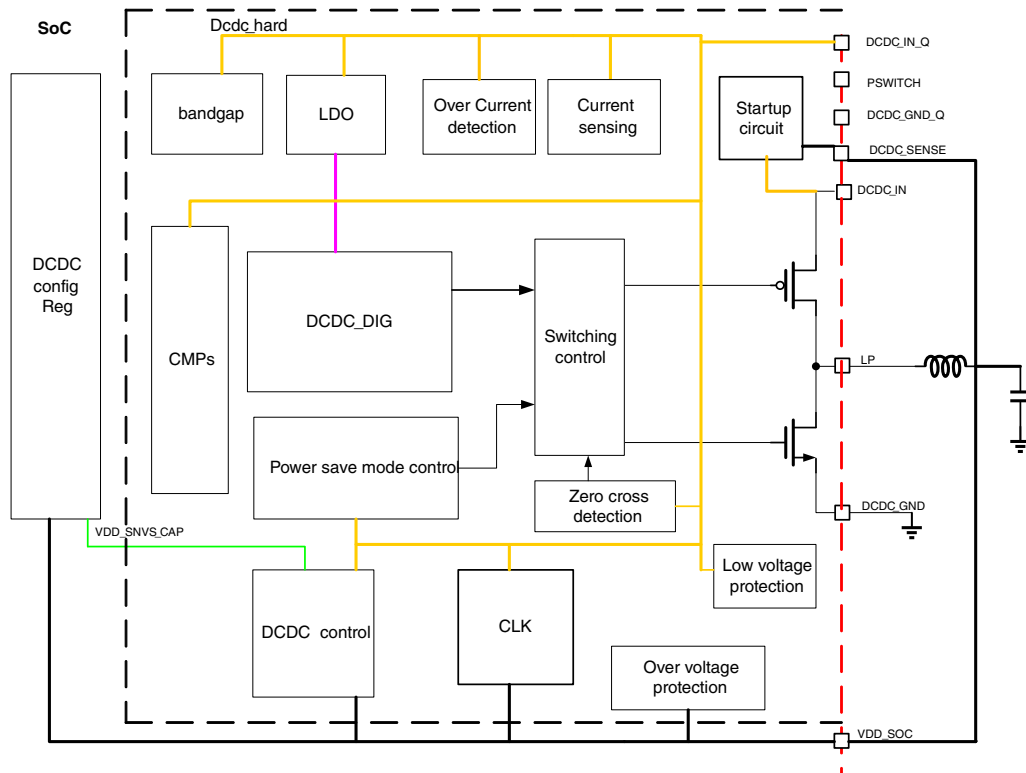 SoC
Dcdc_hard
DCDC_IN_Q
PSWITCH
DCDC_GND_Q
DCDC_SENSE
DCDC_IN
bandgap
LDO
Over Current
detection
Current
sensing
Startup
circuit
DCDC
config
Reg
CMPs
DCDC_DIG
Switching
control
LP
Power save mode control
Zero cross
detection
DCDC_GND
VDD_SNVS_CAP
DCDC control
CLK
Low voltage
protection
Over voltage
protection
VDD_SOC